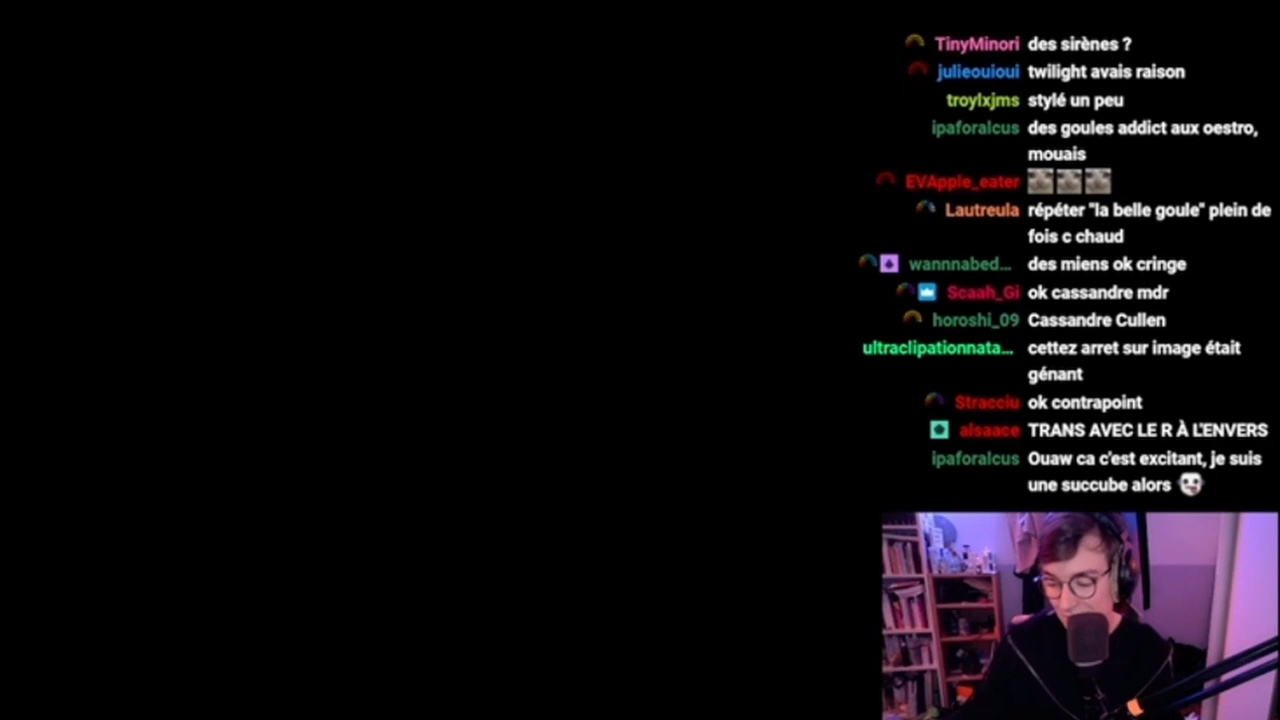 TinyMinori des sirènes ?
julieouioui twilight avais raison
troylxjms stylé un peu
ipaforalcus des goules addict aux oestro,
mouais
EVApple_eater
Lautreula répéter "la belle goule" plein de
fois c chaud
wannnabed… des miens ok cringe
Scaah_Gi ok cassandre mdr
horoshi_09 Cassandre Cullen
ultraclipationnata… cettez arret sur image était
génant
Stracciu ok contrapoint
alsaace TRANS AVEC LE R À L'ENVERS
ipaforalcus Ouaw ca c'est excitant, je suis
une succube alors